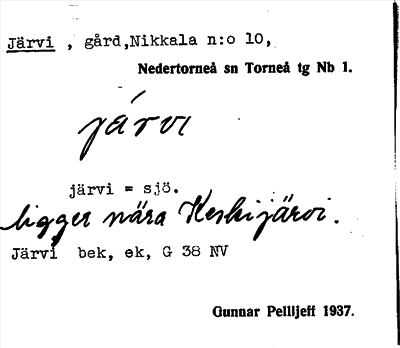 Järvi , gård, Nikkala n:o 10,
Nedertorneå sn Torneå tg Nb 1.
järvi
järvi = sjö.
ligger nära Keskijärvi.
Järvi bek, ek, G 38 NV
Gunnar Pellijeff 1937.